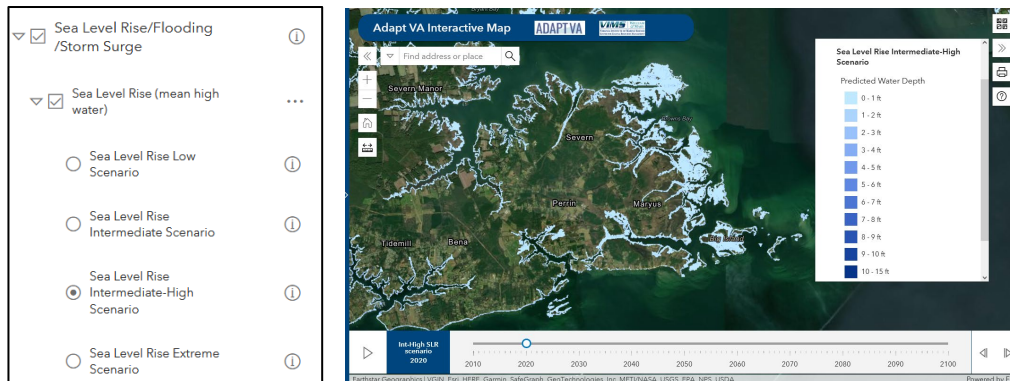 Sea Level Rise/Flooding
/Storm Surge
Sea Level Rise (mean high
water)
Sea Level Rise Low
Scenario
Sea Level Rise
Intermediate Scenario
Sea Level Rise
Intermediate-High
Scenario
Sea Level Rise Extreme
Scenario
Adapt VA Interactive Map
ADAPTVA
VIMS
Find address or place
Severn Manor
Severn
Perrin
Maryus
Tidemill
Bena
Sea Level Rise Intermediate-High
Scenario
Predicted Water Depth
0 - 1 ft
1 - 2 ft
2 - 3 ft
3 - 4 ft
4 - 5 ft
5 - 6 ft
6 - 7 ft
7 - 8 ft
8 - 9 ft
9 - 10 ft
10 - 15 ft
Int-High SLR
scenario
2020
2010 2020 2030 2040 2050 2060 2070 2080 2090 2100
Earthstar Geographics | VGIN, Esri, HERE, Garmin, SafeGraph, GeoTechnologies, Inc, METI/NASA, USGS, EPA, NPS, USDA
Powered by E